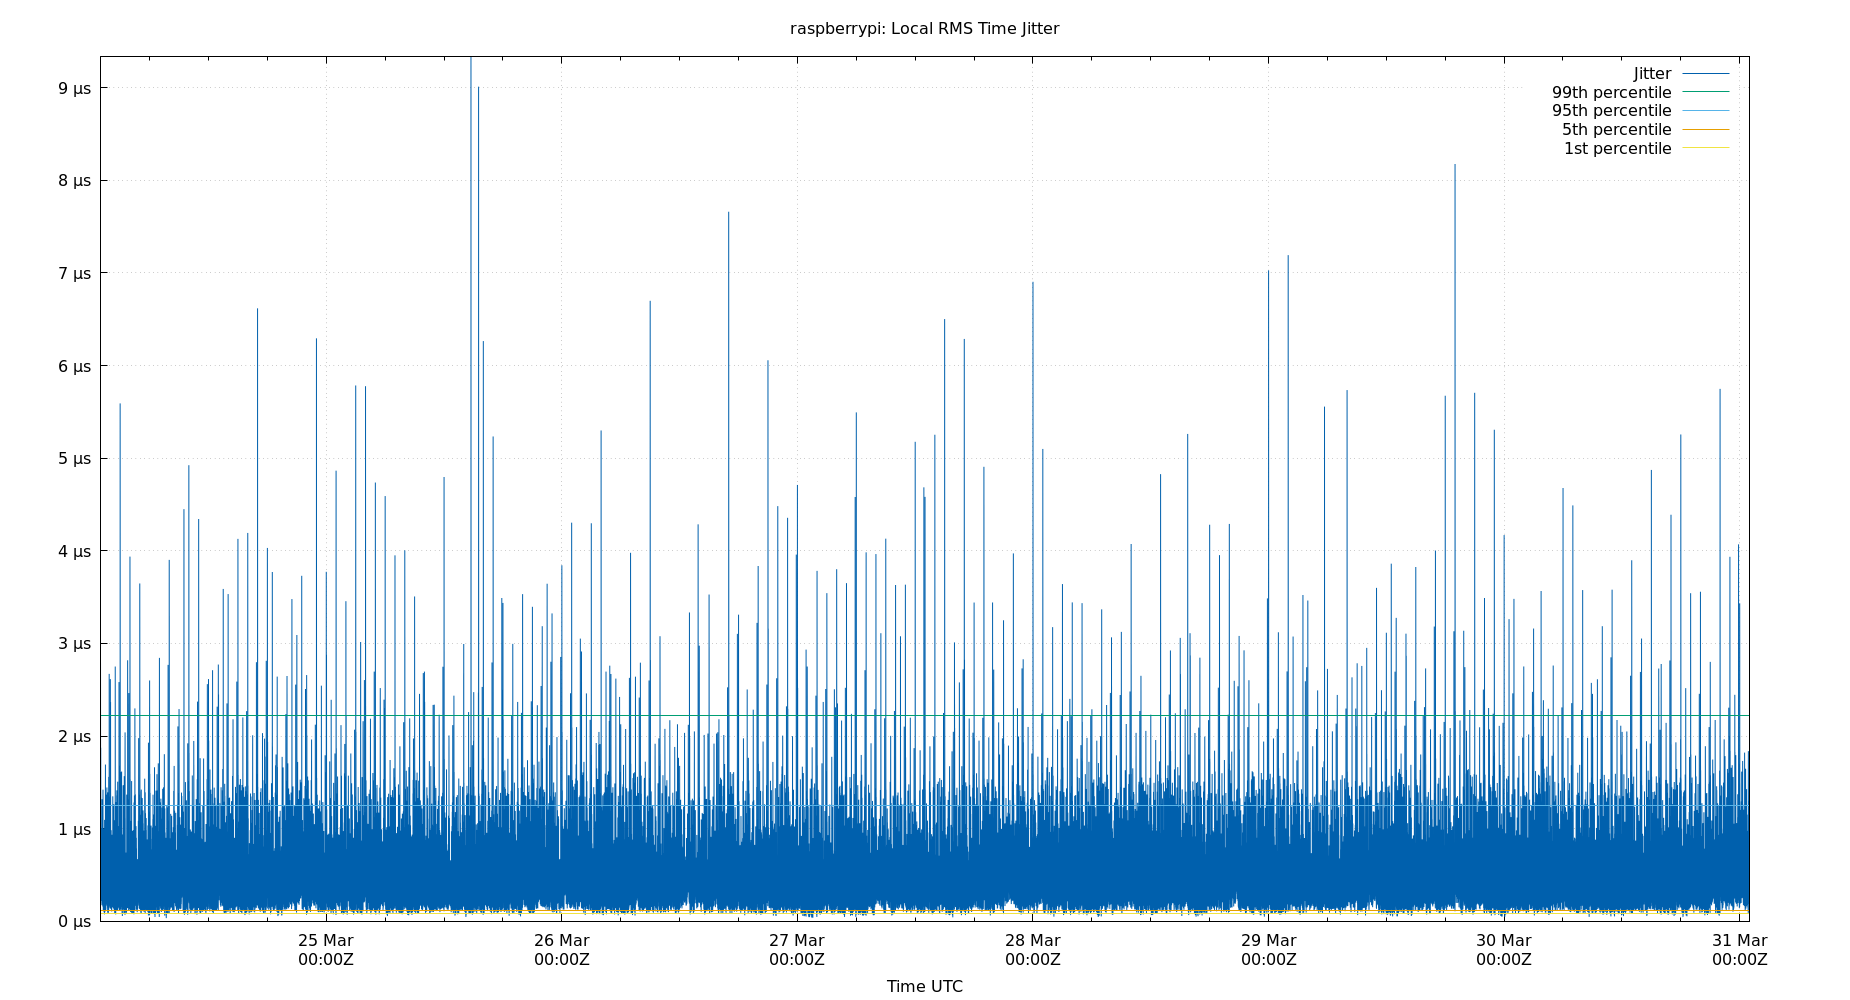 raspberrypi: Local RMS Time Jitter
Jitter
99th percentile
95th percentile
5th percentile
1st percentile
9 µs
8 µs
7 µs
6 µs
5 µs
4 µs
3 µs
2 µs
1 µs
0 µs
25 Mar 26 Mar 27 Mar 28 Mar 29 Mar 30 Mar 31 Mar
00:00Z 00:00Z 00:00Z 00:00Z 00:00Z 00:00Z 00:00Z
Time UTC